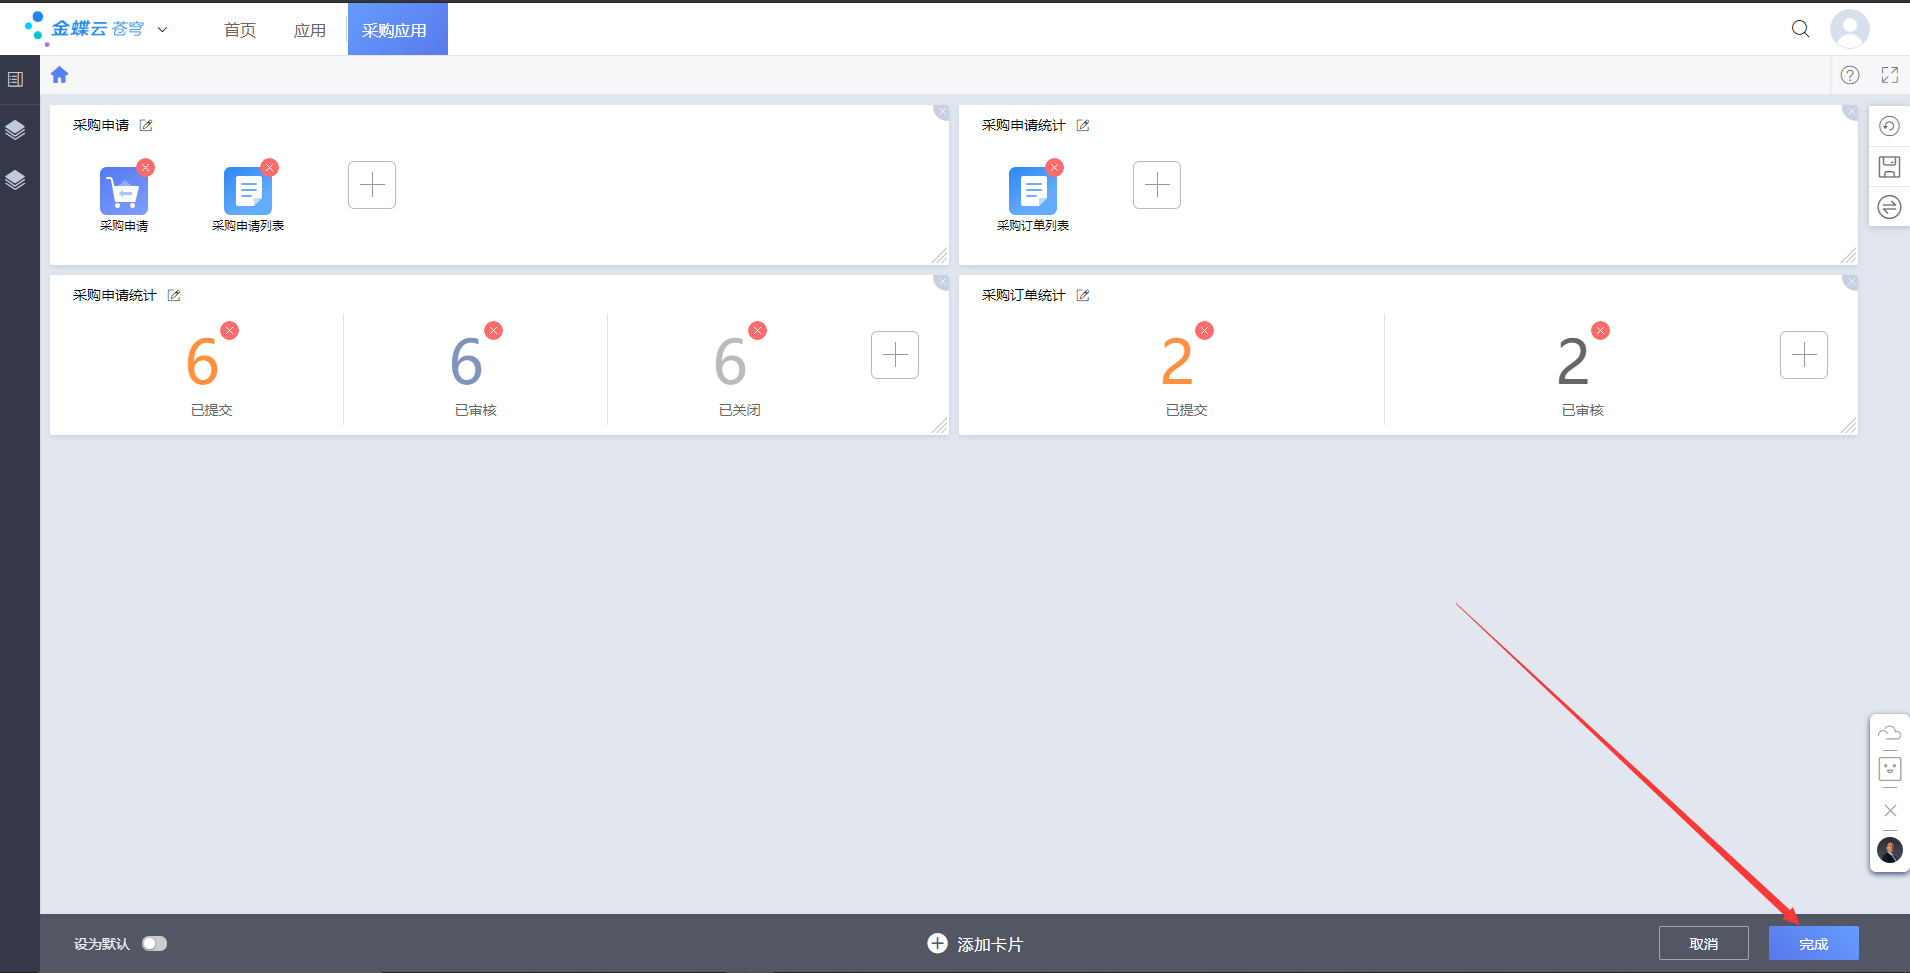 金蝶云 苍穹
首页
应用
采购应用
采购申请
采购申请统计
采购申请
采购申请列表
采购订单列表
采购申请统计
采购订单统计
6
6
6
2
2
已提交
已审核
已关闭
已提交
已审核
设为默认
添加卡片
取消
完成